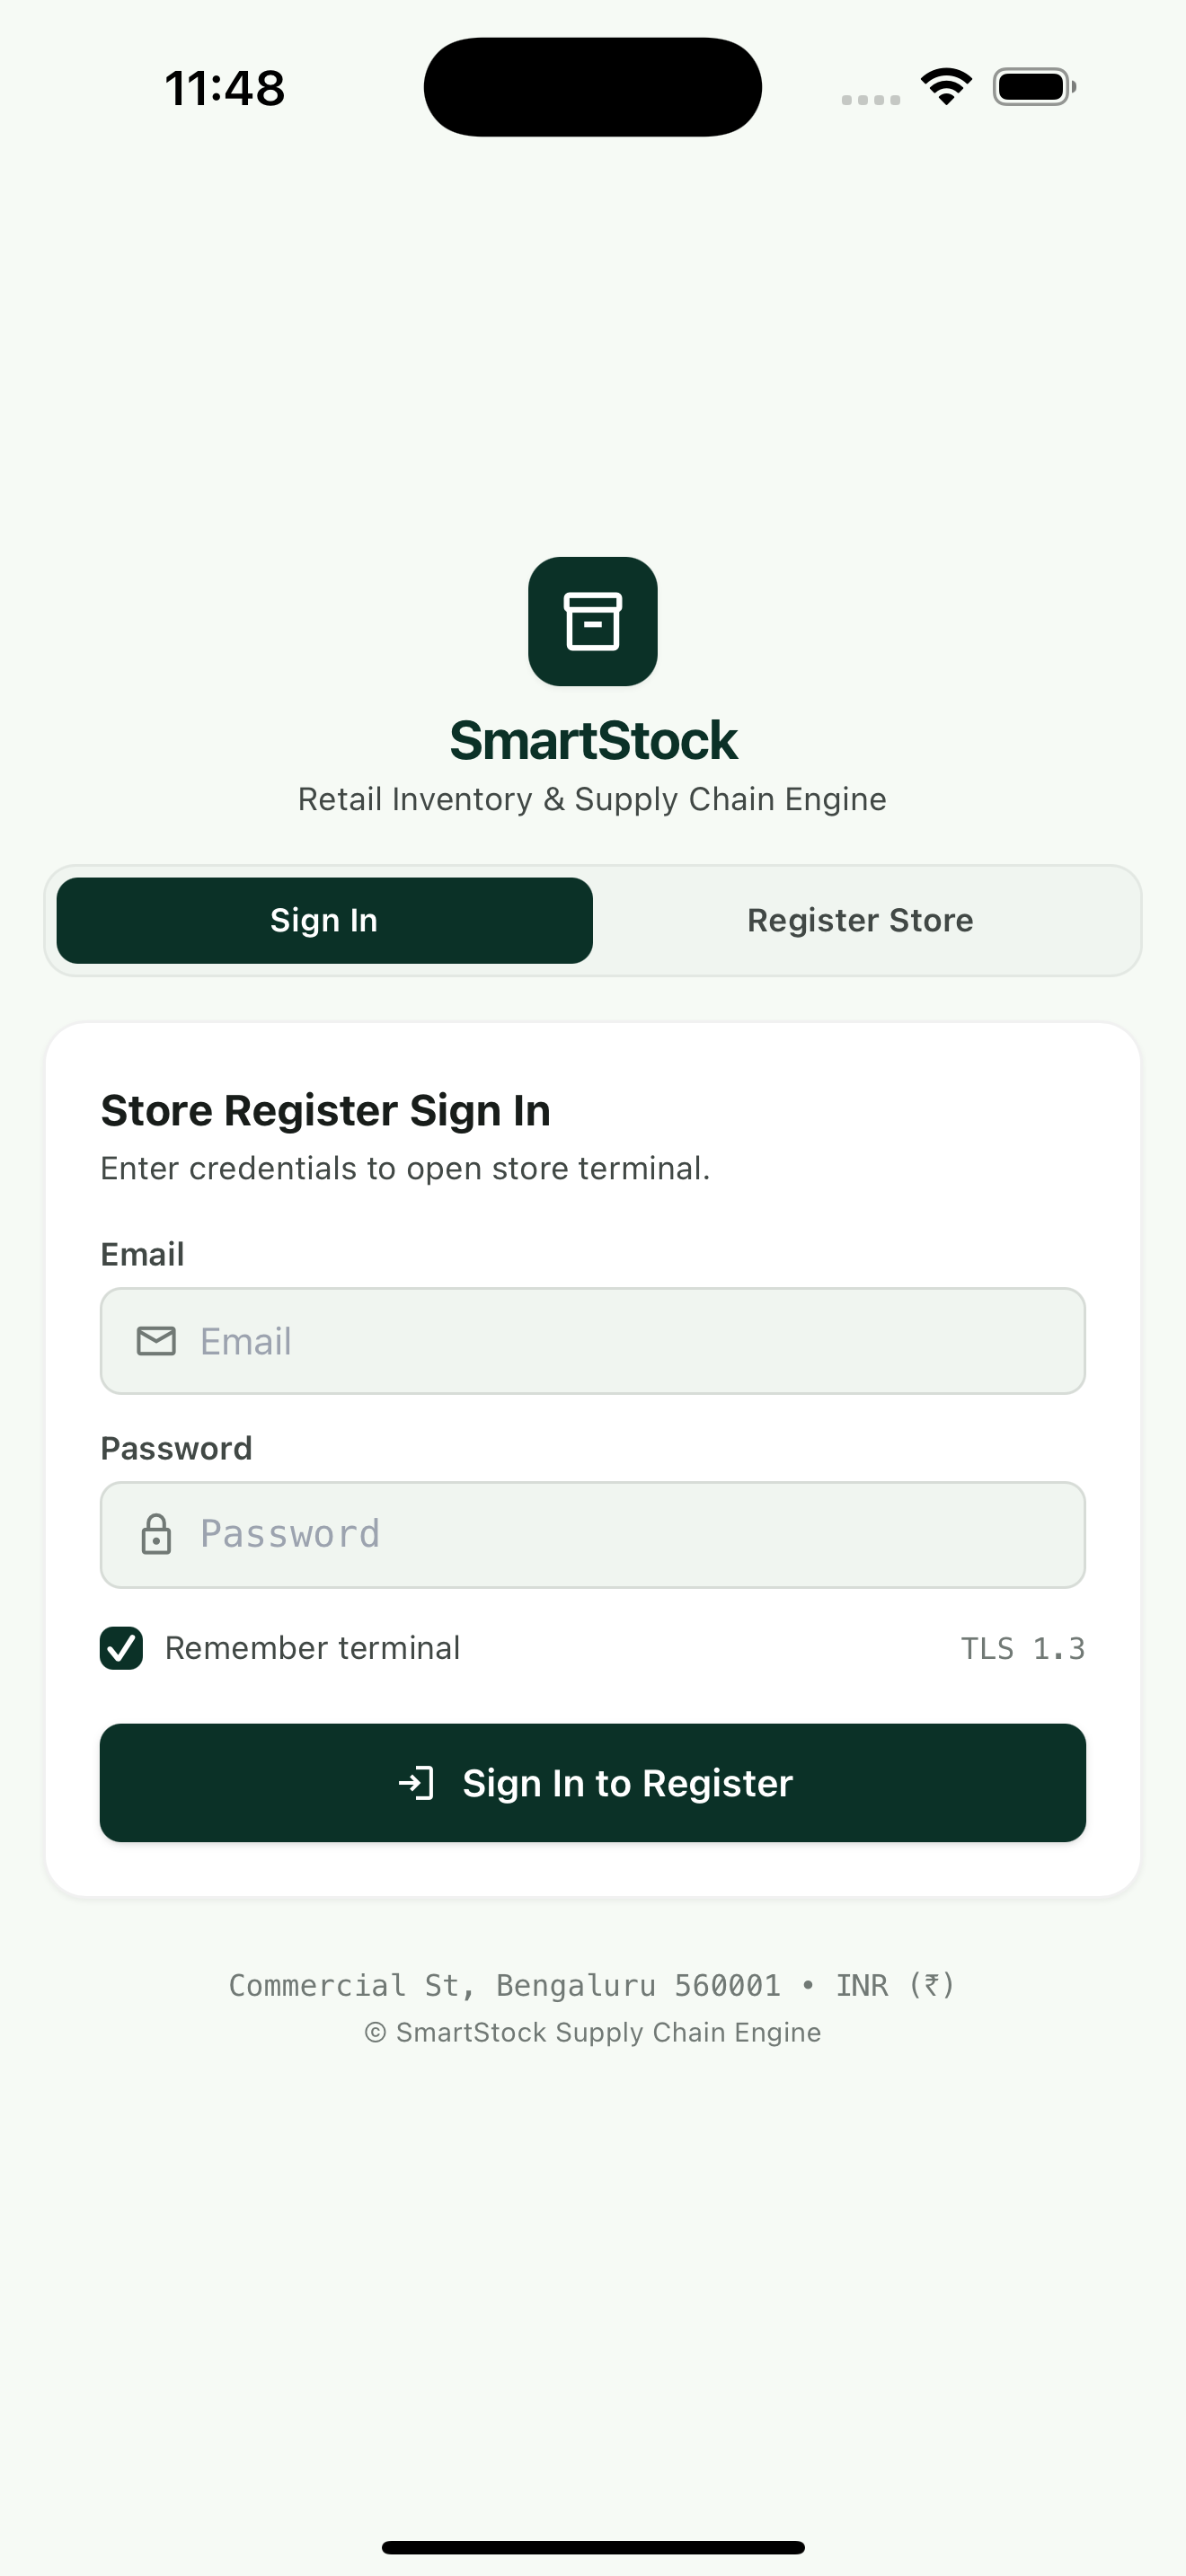 11:48
SmartStock
Retail Inventory & Supply Chain Engine
Sign In
Register Store
Store Register Sign In
Enter credentials to open store terminal.
Email
Email
Password
Password
Remember terminal
TLS 1.3
Sign In to Register
Commercial St, Bengaluru 560001 • INR (₹)
© SmartStock Supply Chain Engine